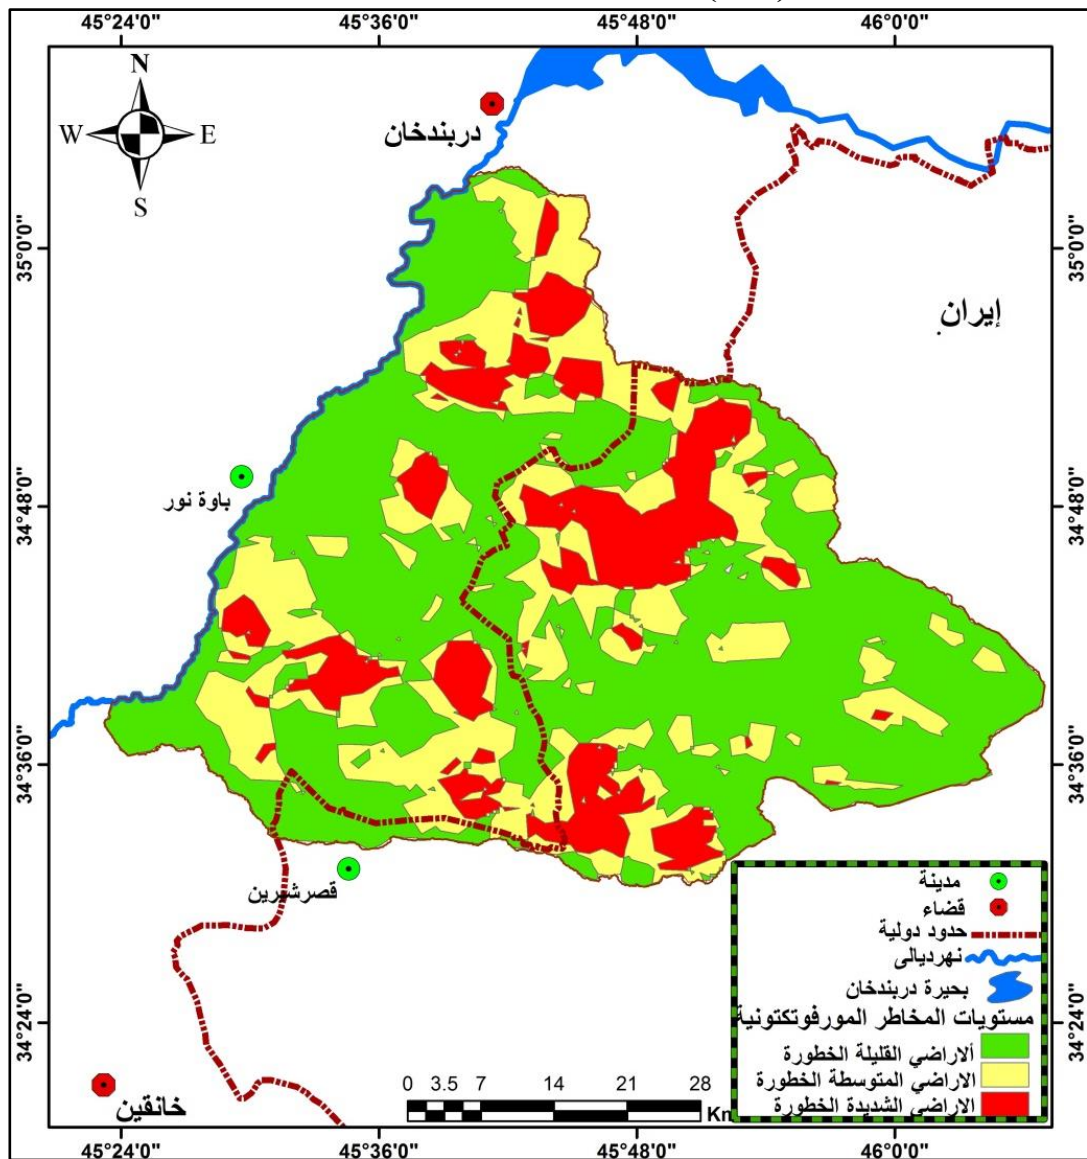 45°24'0"
45°36'0"
45°48'0"
46°0'0"
N
W
E
S
دربندخان
35°0'0"
35°0'0"
إيران
34°48'0"
34°48'0"
باوة نور
34°36'0"
34°36'0"
قصرشيرين
34°24'0"
34°24'0"
خانقين
مدينة
قضاء
حدود دولية
نهرديالى
بحيرة دربندخان
مستويات المخاطر المورفوتكتونية
ألاراضي القليلة الخطورة
الاراضي المتوسطة الخطورة
الاراضي الشديدة الخطورة
0 3.5 7 14 21 28
Km
45°24'0"
45°36'0"
45°48'0"
46°0'0"